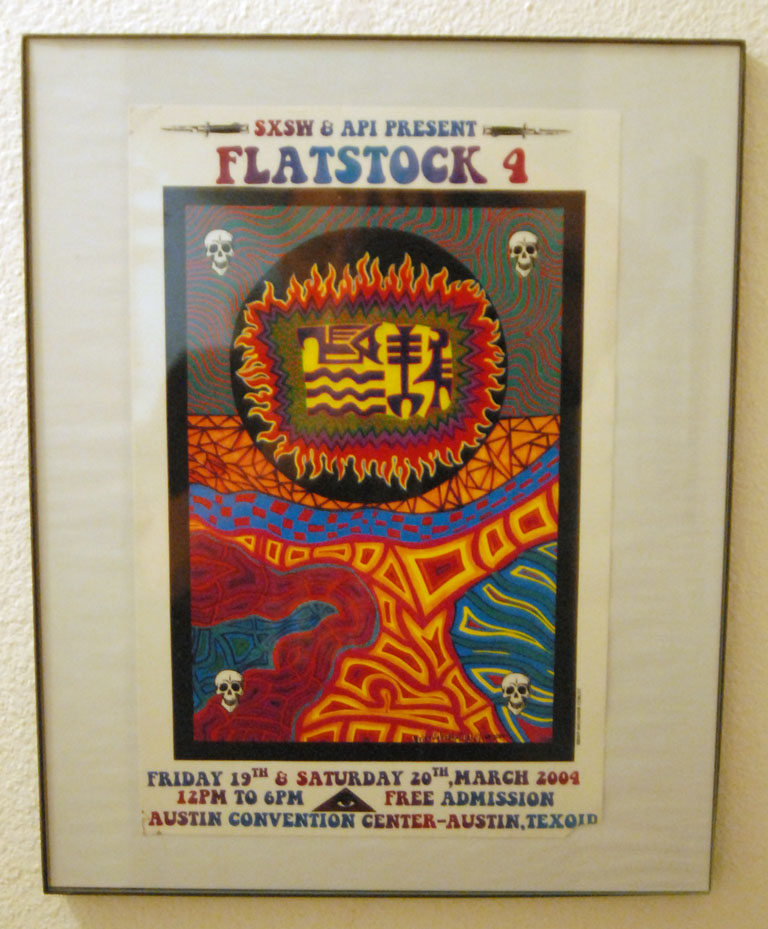 SXSW & API PRESENT
FLATSTOCK 4
FRIDAY 19TH & SATURDAY 20TH, MARCH 2004
12PM TO 6PM FREE ADMISSION
AUSTIN CONVENTION CENTER-AUSTIN, TEXOID